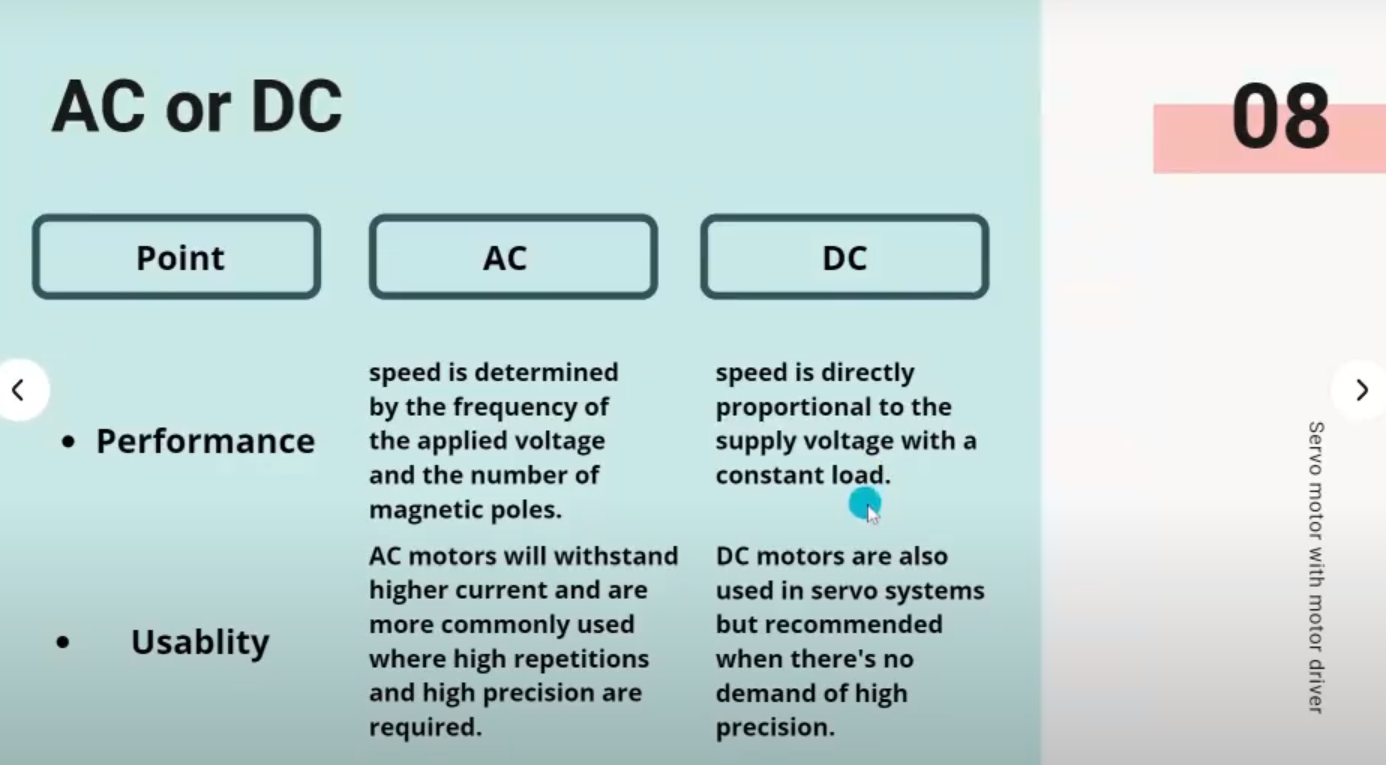 AC or DC
08
Point
AC
DC
• Performance
speed is determined
by the frequency of
the applied voltage
and the number of
magnetic poles.
speed is directly
proportional to the
supply voltage with a
constant load.
• Usablity
AC motors will withstand
higher current and are
more commonly used
where high repetitions
and high precision are
required.
DC motors are also
used in servo systems
but recommended
when there's no
demand of high
precision.
Servo motor with motor driver